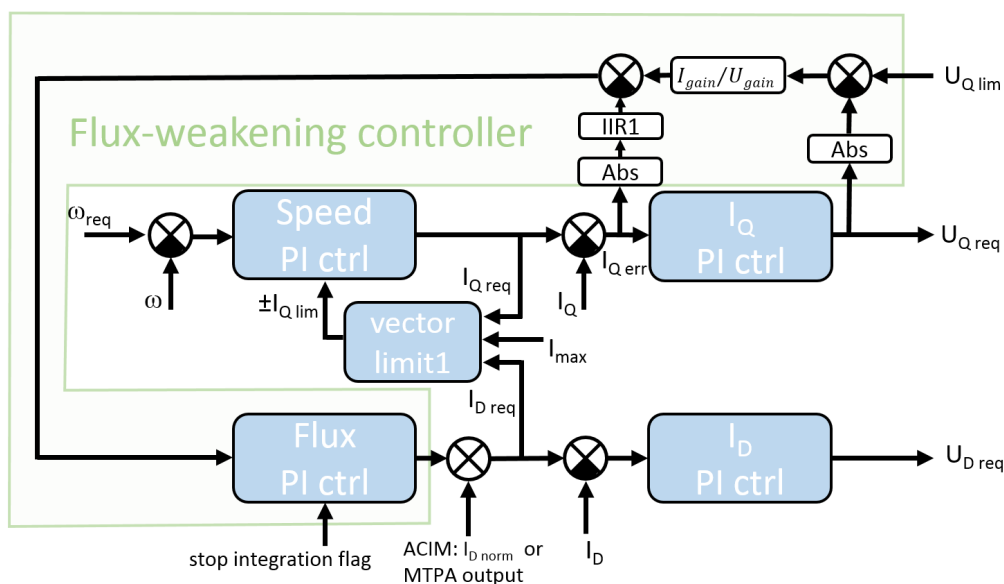 U_Q lim
I_gain/U_gain
IIR1
Flux-weakening controller
Abs
Abs
ω_req
Speed
PI ctrl
I_Q
PI ctrl
U_Q req
I_Q err
ω
±I_Q lim
I_Q req
I_Q
vector
limit1
I_max
I_D req
Flux
PI ctrl
I_D
PI ctrl
U_D req
stop integration flag
ACIM: I_D norm or
MTPA output
I_D